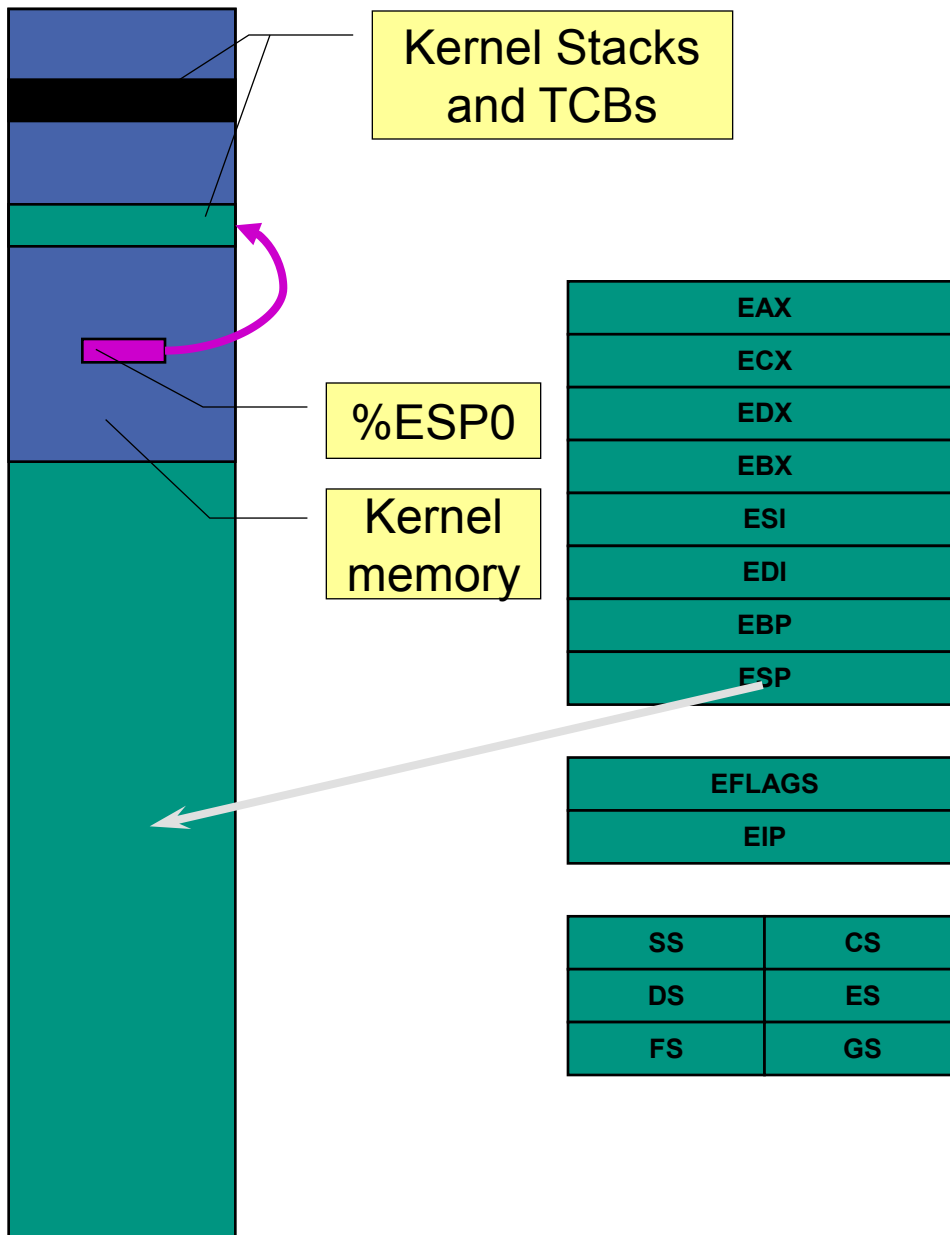 Kernel Stacks
and TCBs
%ESP0
Kernel
memory
EAX
ECX
EDX
EBX
ESI
EDI
EBP
ESP
EFLAGS
EIP
SS CS
DS ES
FS GS